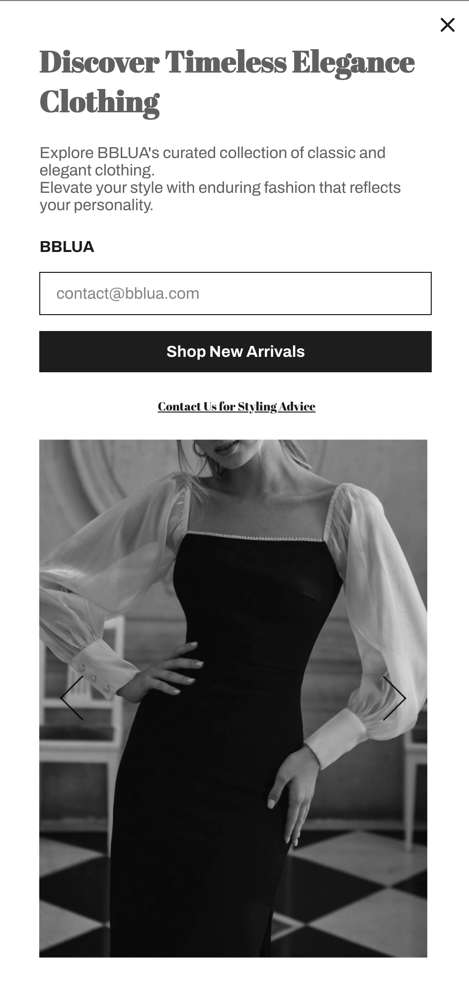 Discover Timeless Elegance
Clothing
Explore BBLUA's curated collection of classic and
elegant clothing.
Elevate your style with enduring fashion that reflects
your personality.
BBLUA
contact@bblua.com
Shop New Arrivals
Contact Us for Styling Advice